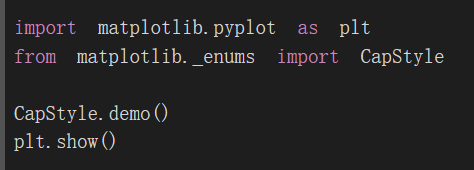 import matplotlib.pyplot as plt
from matplotlib._enums import CapStyle
CapStyle.demo()
plt.show()